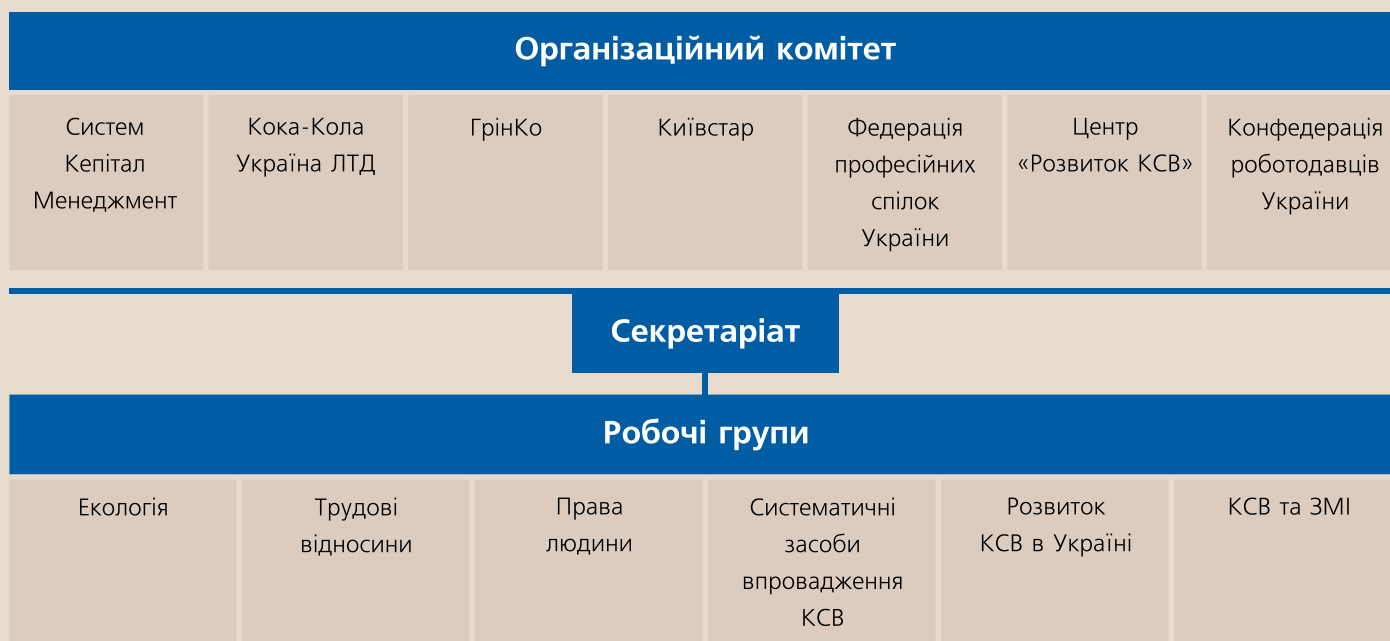 Організаційний комітет
Систем
Кепітал
Менеджмент
Кока-Кола
Україна ЛТД
ГрінКо
Київстар
Федерація
професійних
спілок
України
Центр
«Розвиток КСВ»
Конфедерація
роботодавців
України
Секретаріат
Робочі групи
Екологія
Трудові
відносини
Права
людини
Систематичні
засоби
впровадження
КСВ
Розвиток
КСВ в Україні
КСВ та ЗМІ